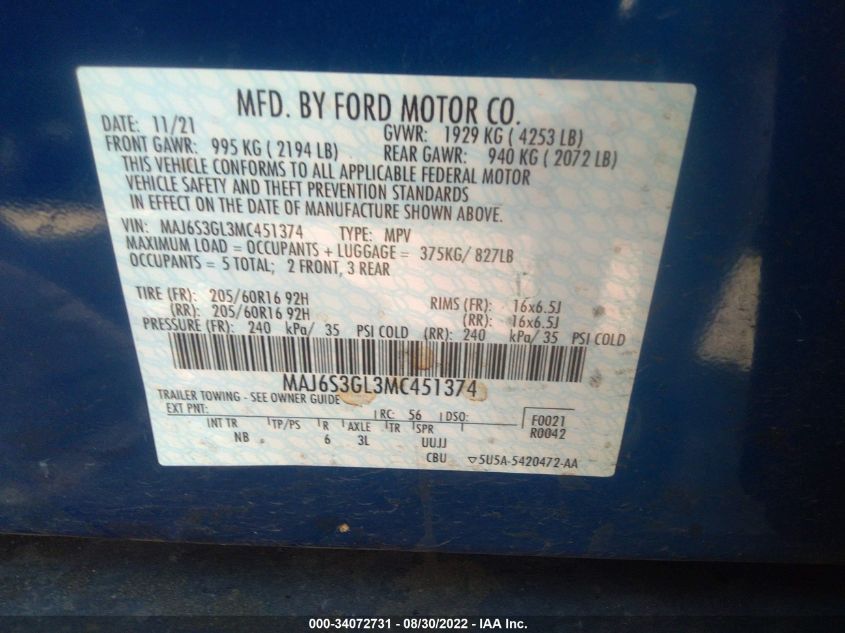 MFD. BY FORD MOTOR CO.
DATE: 11/21 GVWR: 1929 KG ( 4253 LB)
FRONT GAWR: 995 KG ( 2194 LB) REAR GAWR: 940 KG ( 2072 LB)
THIS VEHICLE CONFORMS TO ALL APPLICABLE FEDERAL MOTOR
VEHICLE SAFETY AND THEFT PREVENTION STANDARDS
IN EFFECT ON THE DATE OF MANUFACTURE SHOWN ABOVE.
VIN: MAJ6S3GL3MC451374 TYPE: MPV
MAXIMUM LOAD = OCCUPANTS + LUGGAGE = 375KG/ 827LB
OCCUPANTS = 5 TOTAL; 2 FRONT, 3 REAR
TIRE (FR): 205/60R16 92H RIMS (FR): 16x6.5J
(RR): 205/60R16 92H (RR): 16x6.5J
PRESSURE (FR): 240 kPa/ 35 PSI COLD (RR): 240 kPa/ 35 PSI COLD
MAJ6S3GL3MC451374
TRAILER TOWING - SEE OWNER GUIDE
EXT PNT: RC: 56 DSO: F0021
R0042
INT TR TP/PS R AXLE TR SPR
NB 6 3L UUJJ
CBU ▽5U5A-5420472-AA
000-34072731 - 08/30/2022 - IAA Inc.